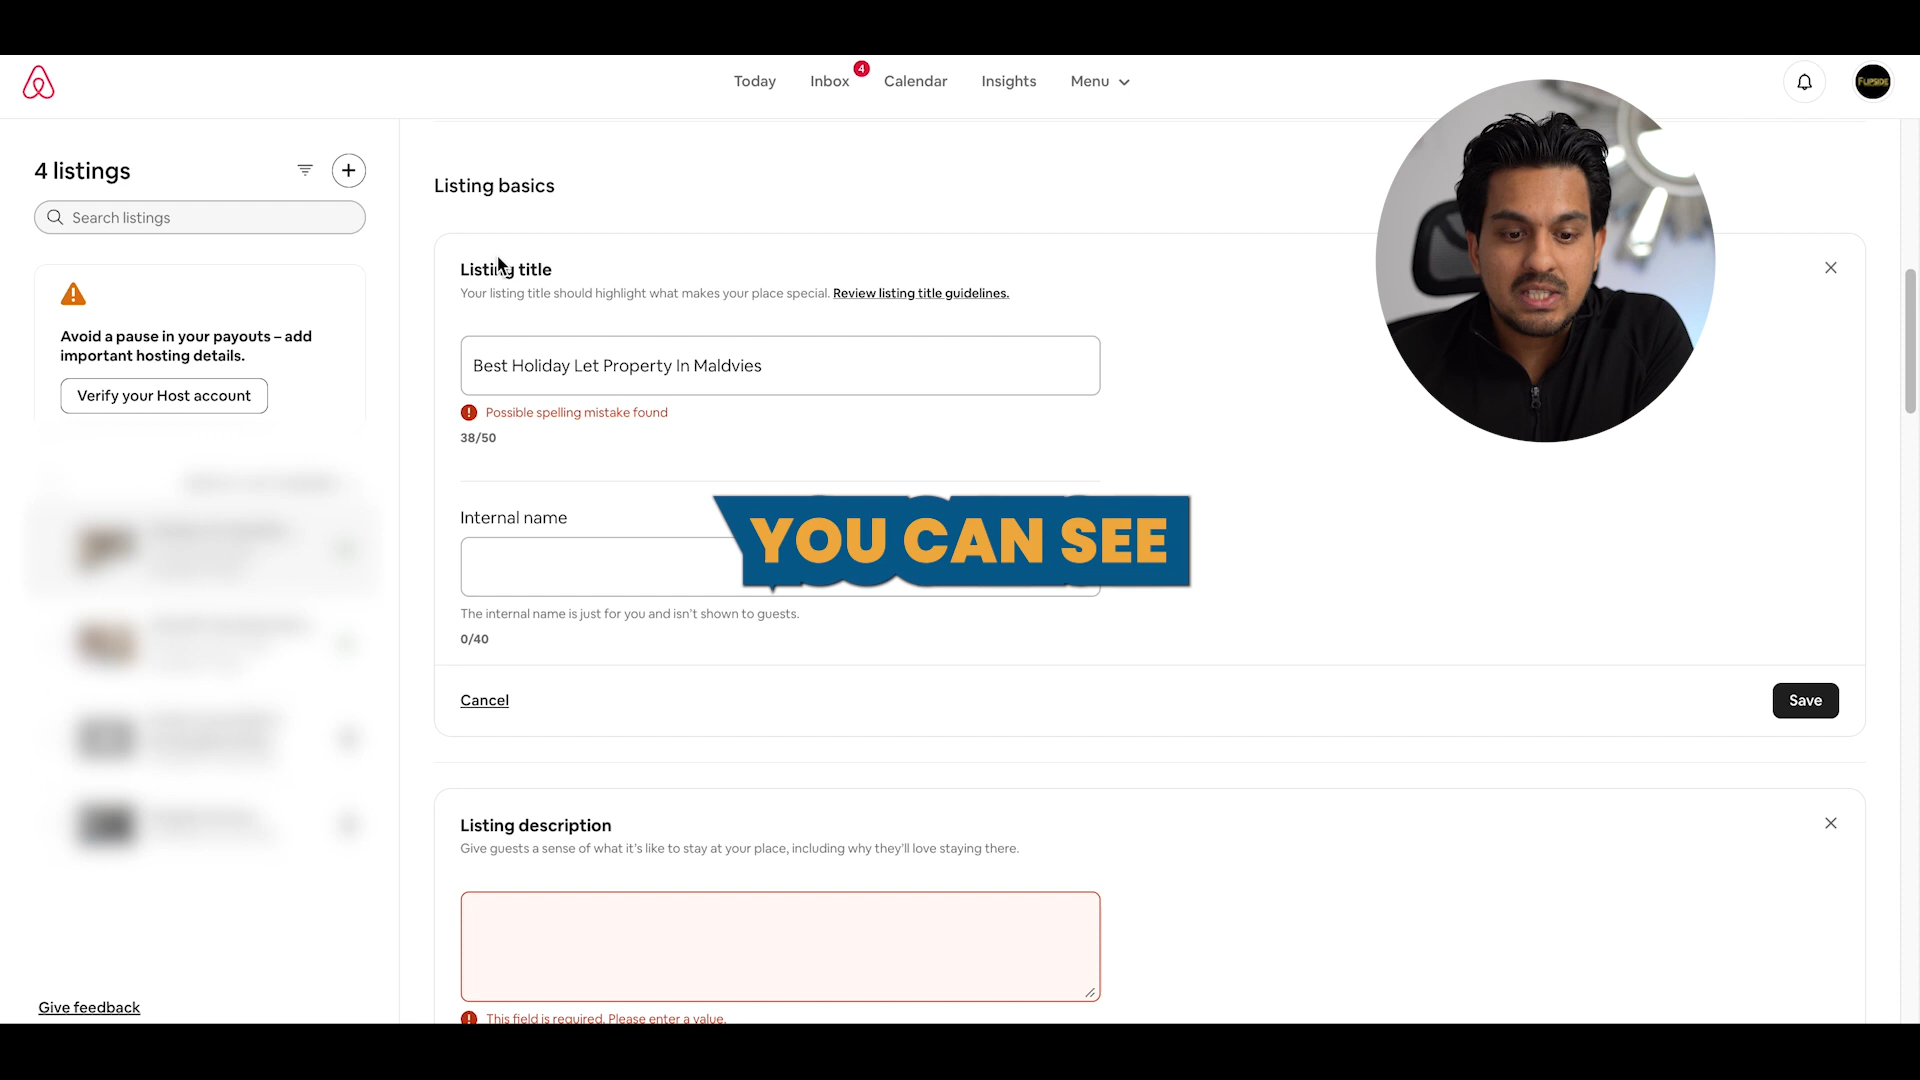 Today
Inbox
4
Calendar
Insights
Menu
FLIPSIDE
4 listings
Search listings
Avoid a pause in your payouts – add
important hosting details.
Verify your Host account
Give feedback
Listing basics
Listing title
Your listing title should highlight what makes your place special. Review listing title guidelines.
Best Holiday Let Property In Maldvies
Possible spelling mistake found
38/50
Internal name
YOU CAN SEE
The internal name is just for you and isn't shown to guests.
0/40
Cancel
Save
Listing description
Give guests a sense of what it's like to stay at your place, including why they'll love staying there.
This field is required. Please enter a value.